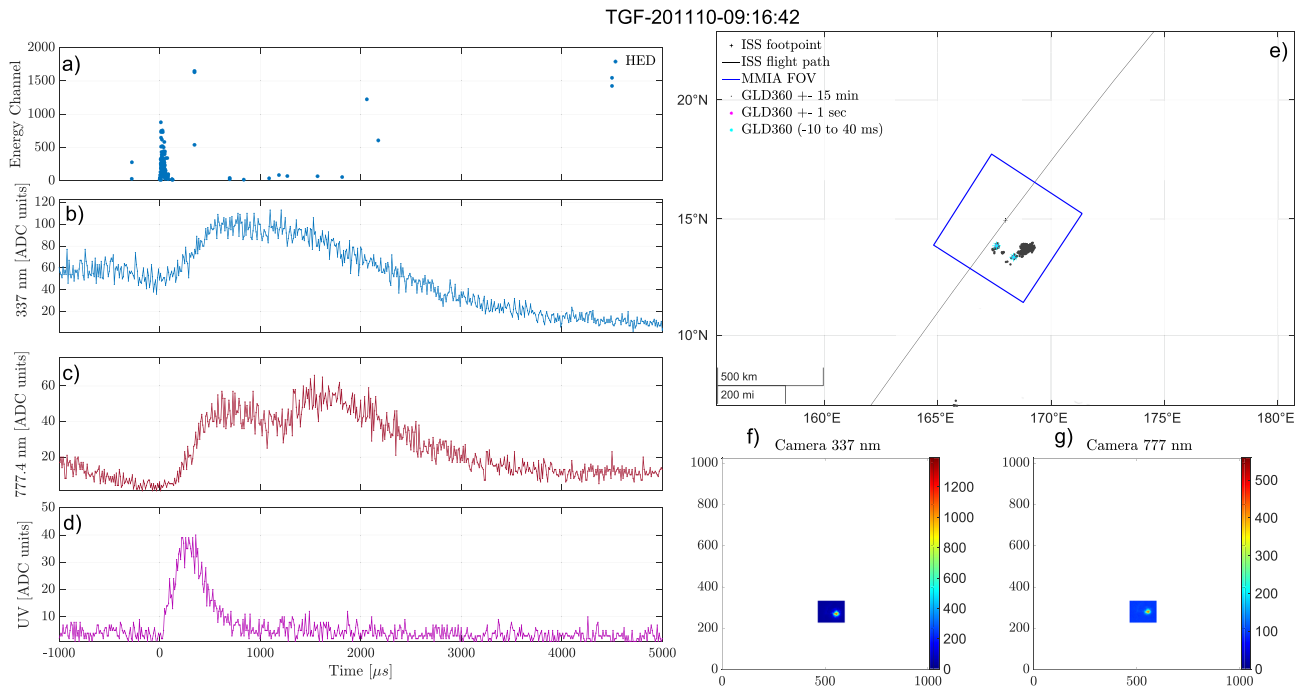 TGF-201110-09:16:42
a)
HED
Energy Channel
2000
1500
1000
500
0
b)
337 nm [ADC units]
120
100
80
60
40
20
c)
777.4 nm [ADC units]
60
40
20
d)
UV [ADC units]
50
40
30
20
10
-1000 0 1000 2000 3000 4000 5000
Time [μs]
e)
ISS footpoint
ISS flight path
MMIA FOV
GLD360 +- 15 min
GLD360 +- 1 sec
GLD360 (-10 to 40 ms)
20°N
15°N
10°N
500 km
200 mi
160°E 165°E 170°E 175°E 180°E
f)
Camera 337 nm
1000
800
600
400
200
0
0 500 1000
1200
1000
800
600
400
200
0
g)
Camera 777 nm
1000
800
600
400
200
0
0 500 1000
500
400
300
200
100
0